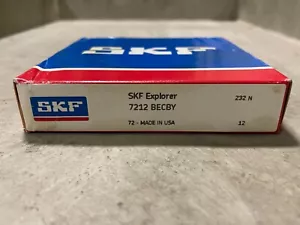 SKF
SKF
SKF Explorer
7212 BECBY
232 H
72 - MADE IN USA
12